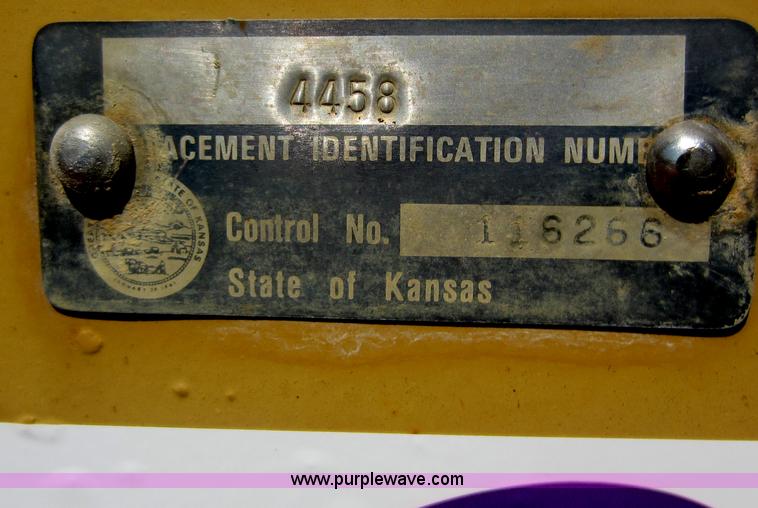 4458
ACEMENT IDENTIFICATION NUM
Control No. 116266
State of Kansas
www.purplewave.com